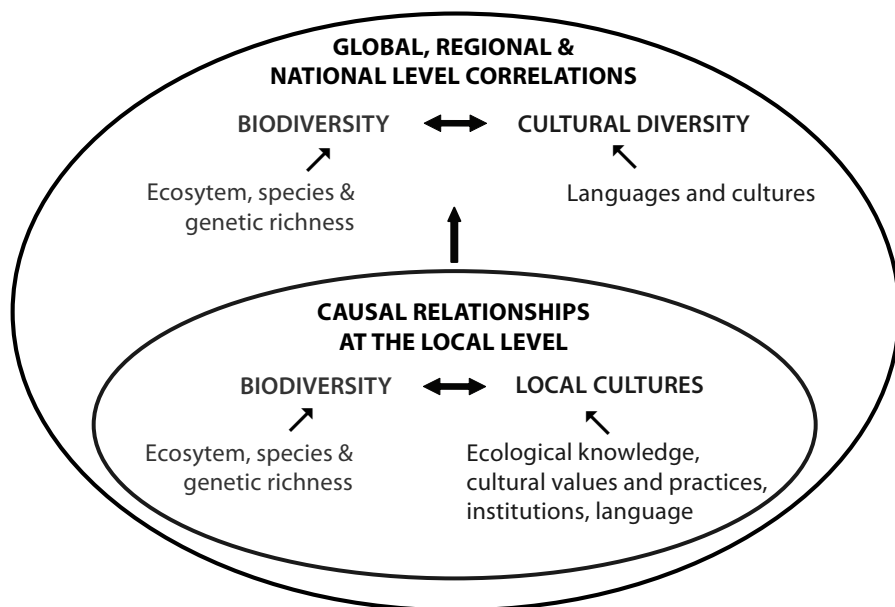 GLOBAL, REGIONAL &
NATIONAL LEVEL CORRELATIONS
BIODIVERSITY
CULTURAL DIVERSITY
Ecosytem, species &
genetic richness
Languages and cultures
CAUSAL RELATIONSHIPS
AT THE LOCAL LEVEL
BIODIVERSITY
LOCAL CULTURES
Ecosytem, species &
genetic richness
Ecological knowledge,
cultural values and practices,
institutions, language